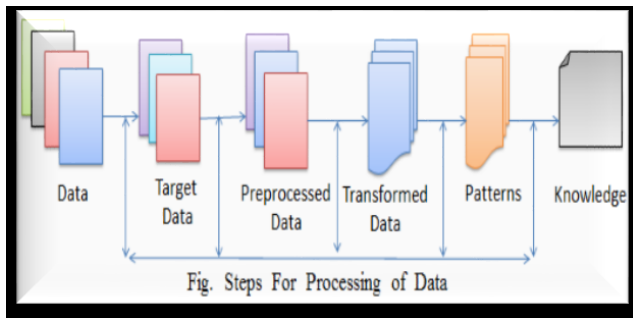 Data
Target
Data
Preprocessed
Data
Transformed
Data
Patterns
Knowledge
Fig. Steps For Processing of Data